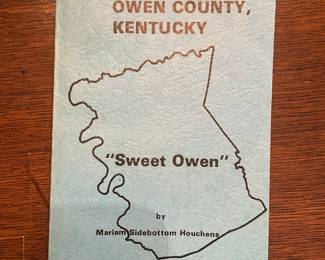 OWEN COUNTY,
KENTUCKY
"Sweet Owen"
by
Mariam Sidebottom Houchens